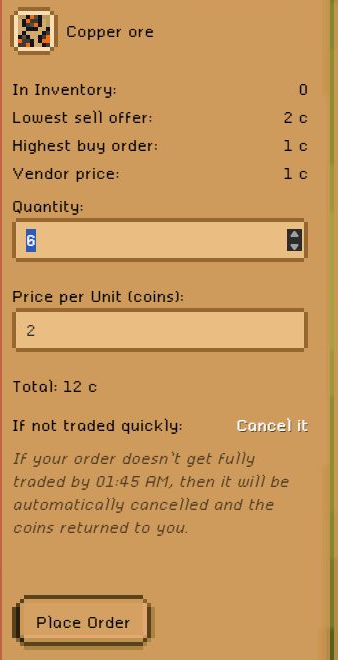 Copper ore
In Inventory: 0
Lowest sell offer: 2 c
Highest buy order: 1 c
Vendor price: 1 c
Quantity:
6
Price per Unit (coins):
2
Total: 12 c
If not traded quickly: Cancel it
If your order doesn't get fully
traded by 01:45 AM, then it will be
automatically cancelled and the
coins returned to you.
Place Order